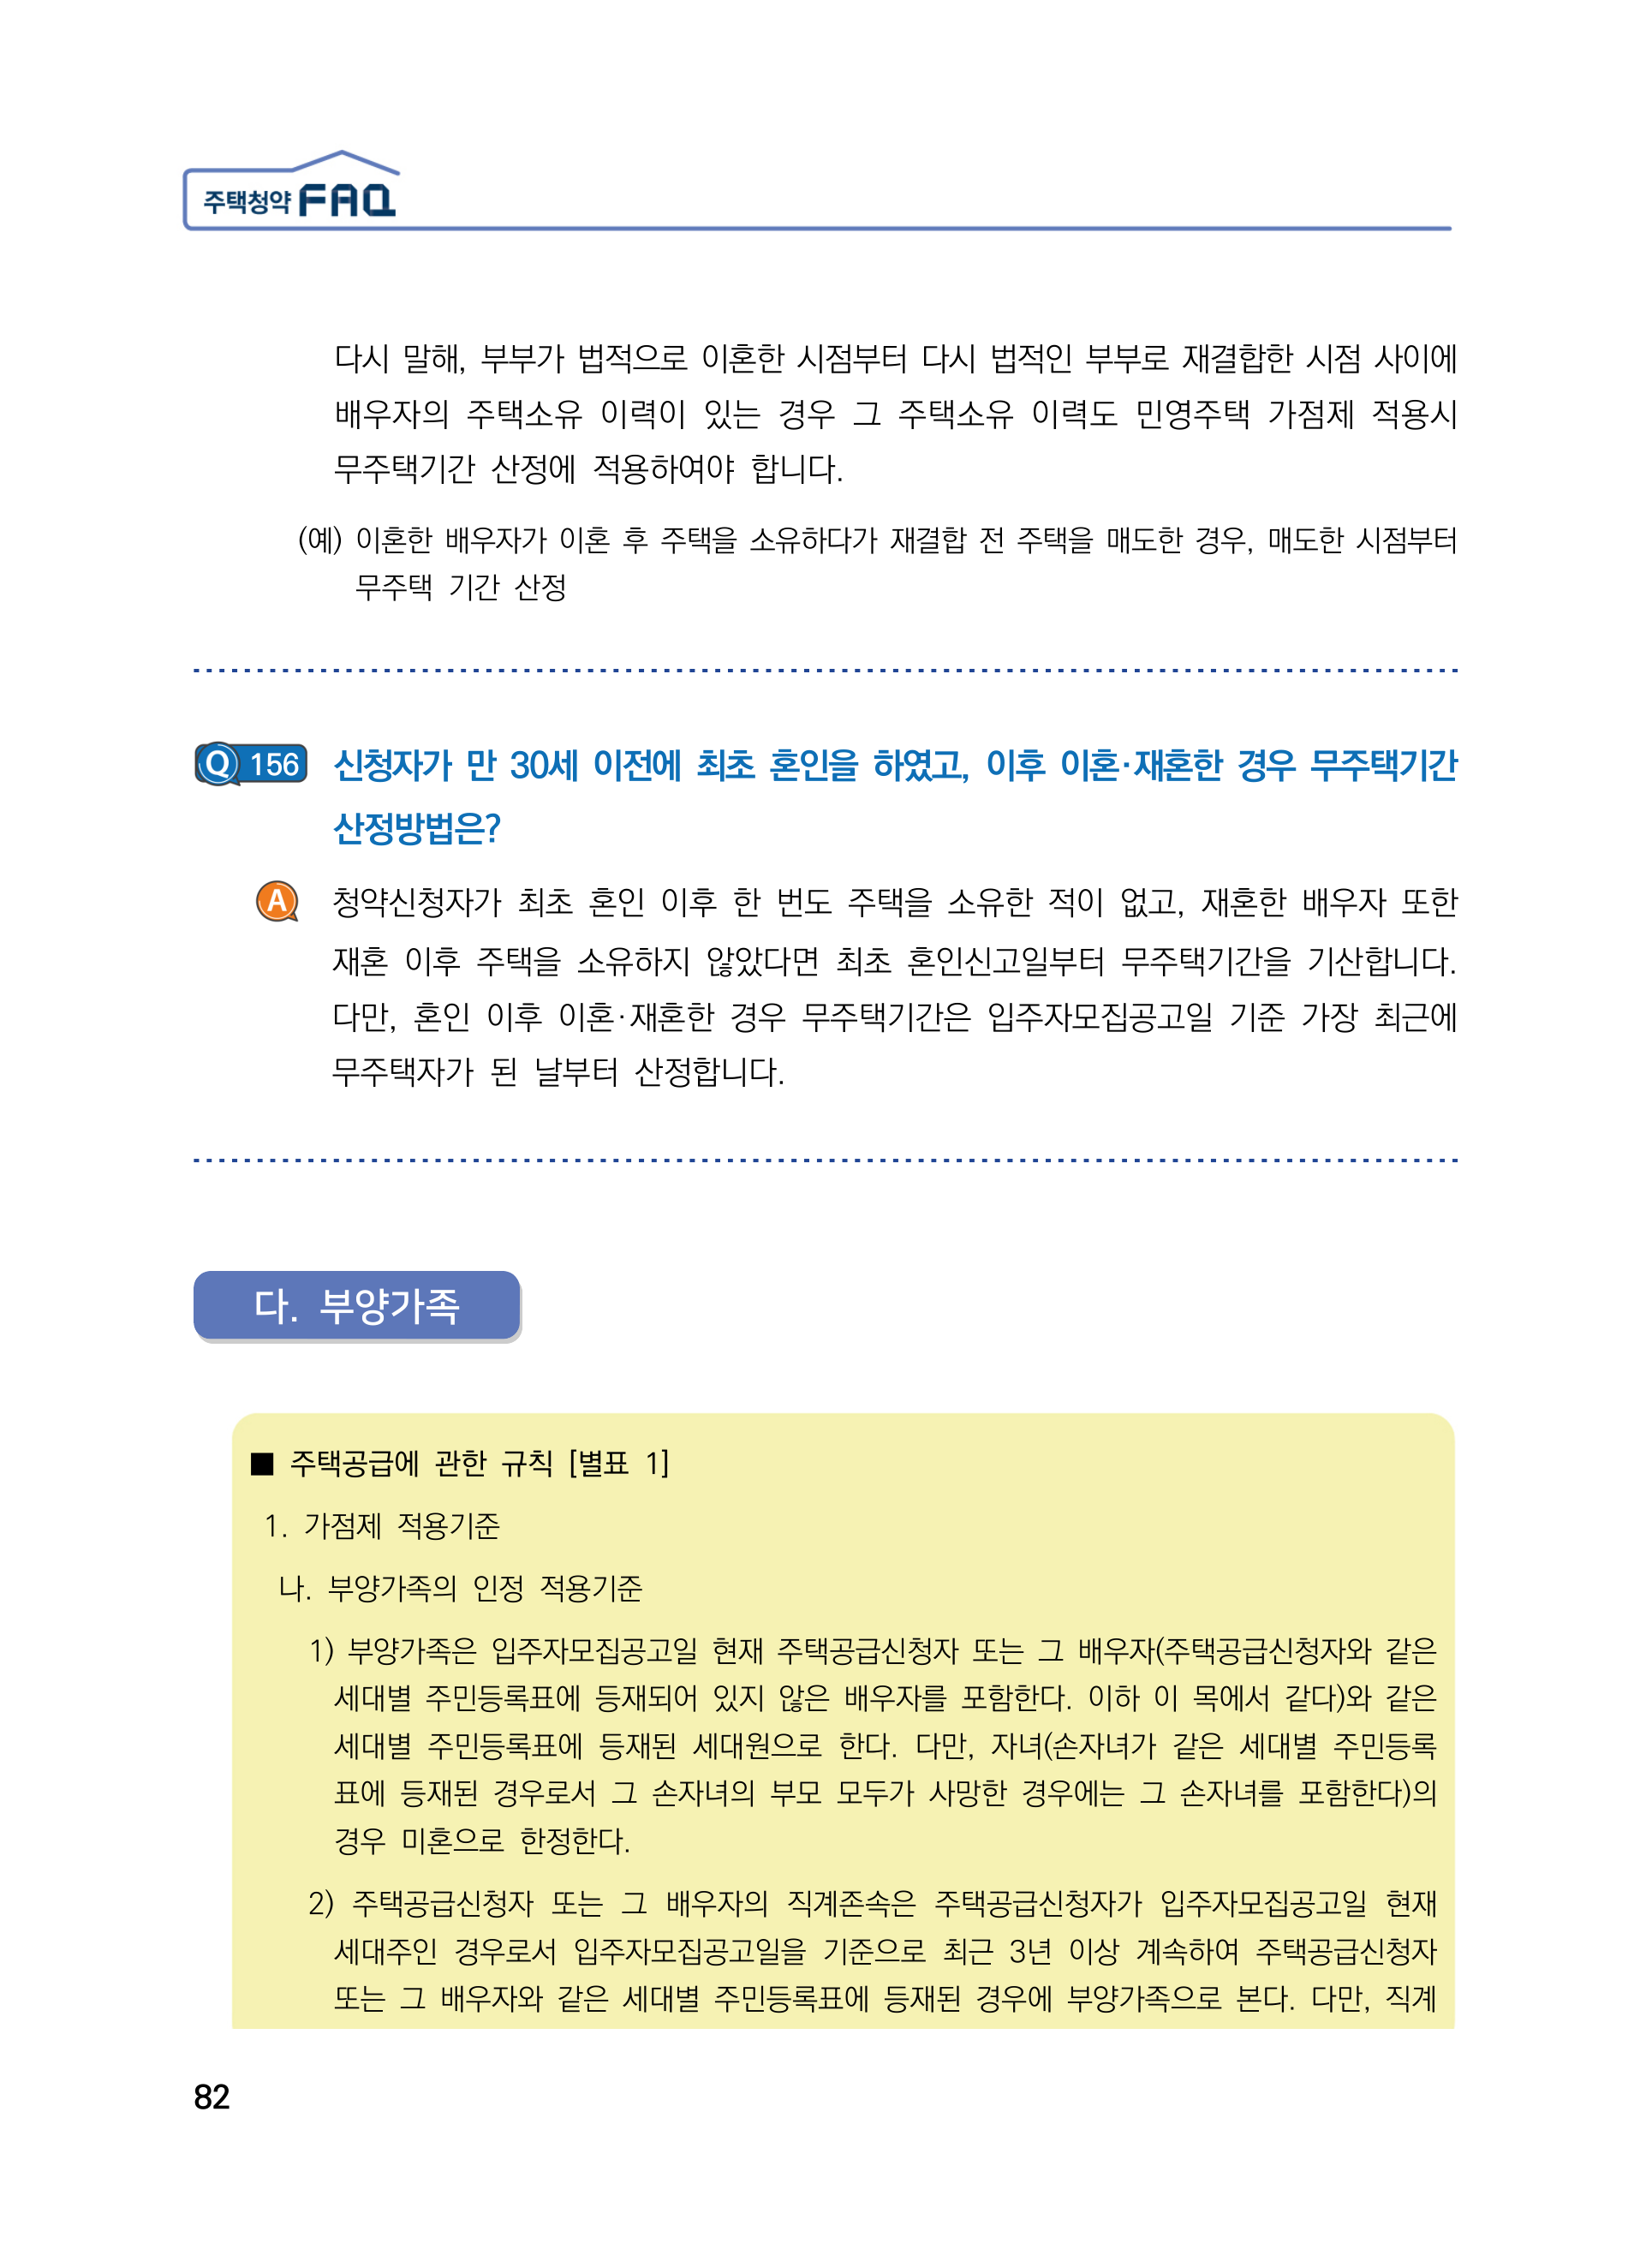 주택청약 FAQ
다시 말해, 부부가 법적으로 이혼한 시점부터 다시 법적인 부부로 재결합한 시점 사이에
배우자의 주택소유 이력이 있는 경우 그 주택소유 이력도 민영주택 가점제 적용시
무주택기간 산정에 적용하여야 합니다.
(예) 이혼한 배우자가 이혼 후 주택을 소유하다가 재결합 전 주택을 매도한 경우, 매도한 시점부터
무주택 기간 산정
Q 156 신청자가 만 30세 이전에 최초 혼인을 하였고, 이후 이혼·재혼한 경우 무주택기간
산정방법은?
A 청약신청자가 최초 혼인 이후 한 번도 주택을 소유한 적이 없고, 재혼한 배우자 또한
재혼 이후 주택을 소유하지 않았다면 최초 혼인신고일부터 무주택기간을 기산합니다.
다만, 혼인 이후 이혼·재혼한 경우 무주택기간은 입주자모집공고일 기준 가장 최근에
무주택자가 된 날부터 산정합니다.
다. 부양가족
■ 주택공급에 관한 규칙 [별표 1]
1. 가점제 적용기준
나. 부양가족의 인정 적용기준
1) 부양가족은 입주자모집공고일 현재 주택공급신청자 또는 그 배우자(주택공급신청자와 같은
세대별 주민등록표에 등재되어 있지 않은 배우자를 포함한다. 이하 이 목에서 같다)와 같은
세대별 주민등록표에 등재된 세대원으로 한다. 다만, 자녀(손자녀가 같은 세대별 주민등록
표에 등재된 경우로서 그 손자녀의 부모 모두가 사망한 경우에는 그 손자녀를 포함한다)의
경우 미혼으로 한정한다.
2) 주택공급신청자 또는 그 배우자의 직계존속은 주택공급신청자가 입주자모집공고일 현재
세대주인 경우로서 입주자모집공고일을 기준으로 최근 3년 이상 계속하여 주택공급신청자
또는 그 배우자와 같은 세대별 주민등록표에 등재된 경우에 부양가족으로 본다. 다만, 직계
82